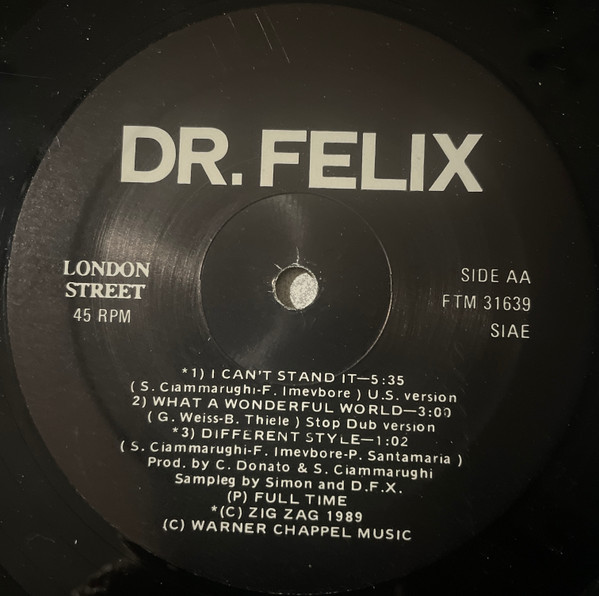 DR. FELIX
LONDON
STREET
45 RPM
SIDE AA
FTM 31639
SIAE
*1) I CAN'T STAND IT—5:35
( S. Ciammarughi-F. Imevbore ) U.S. version
2) WHAT A WONDERFUL WORLD—3:00
( G. Weiss-B. Thiele ) Stop Dub version
*3) DIFFERENT STYLE—1:02
( S. Ciammarughi-F. Imevbore-P. Santamaria )
Prod. by C. Donato & S. Ciammarughi
Sampleg by Simon and D.F.X.
(P) FULL TIME
*(C) ZIG ZAG 1989
(C) WARNER CHAPPEL MUSIC